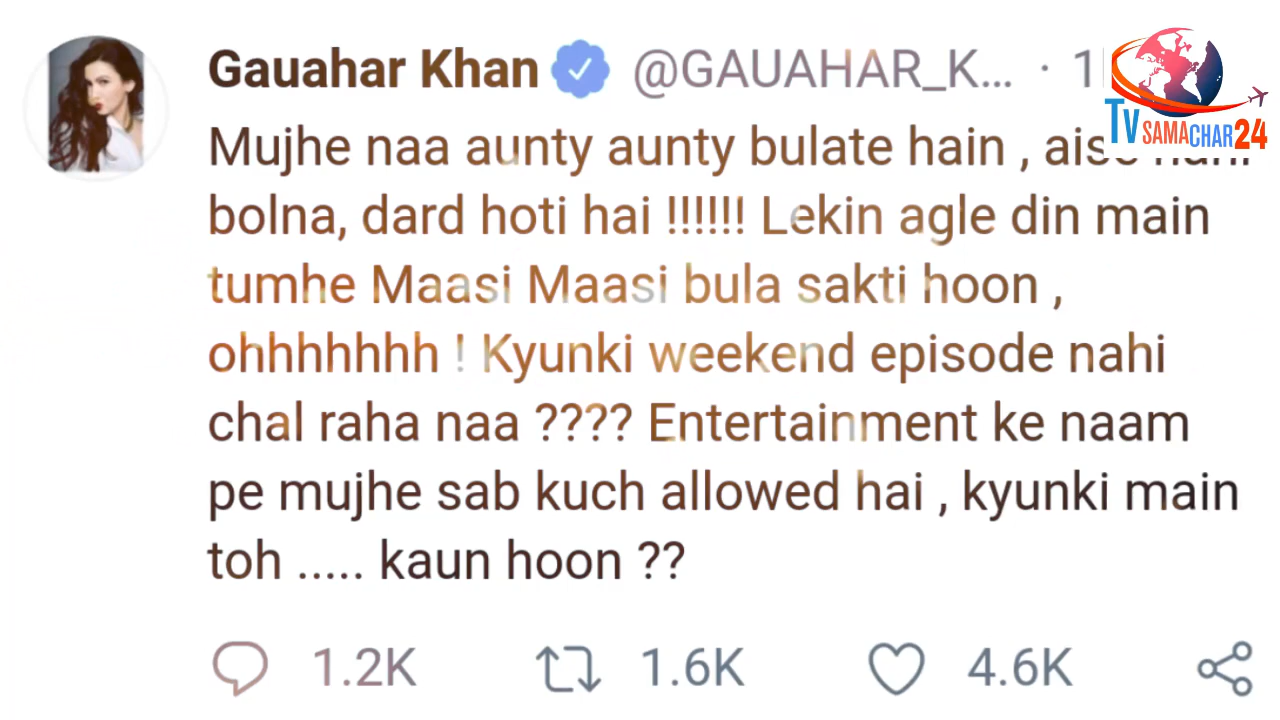 Gauahar Khan @GAUAHAR_K... · 1
TV SAMACHAR24
Mujhe naa aunty aunty bulate hain ,
bolna, dard hoti hai !!!!!! Lekin agle din main
tumhe Maasi Maasi bula sakti hoon ,
ohhhhhhh ! Kyunki weekend episode nahi
chal raha naa ???? Entertainment ke naam
pe mujhe sab kuch allowed hai , kyunki main
toh ..... kaun hoon ??
1.2K 1.6K 4.6K